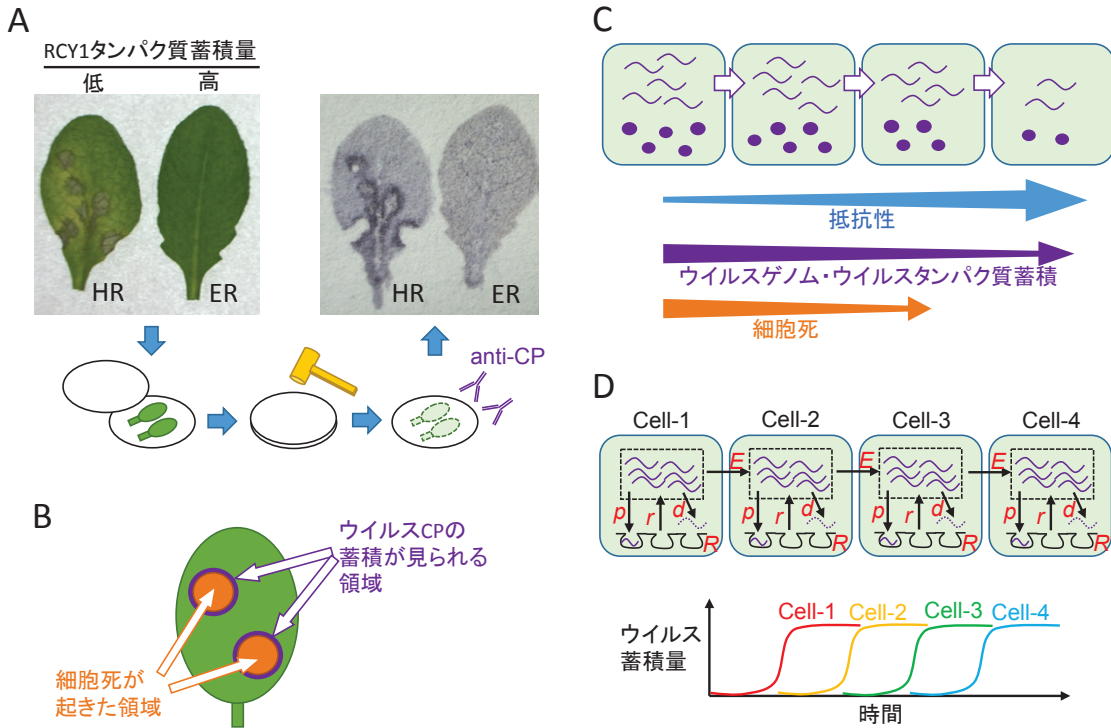 A
RCY1タンパク質蓄積量
低 高
HR ER
HR ER
anti-CP
B
ウイルスCPの
蓄積が見られる
領域
細胞死が
起きた領域
C
抵抗性
ウイルスゲノム・ウイルスタンパク質蓄積
細胞死
D
Cell-1 Cell-2 Cell-3 Cell-4
E E E
p r d p r d p r d p r d
R R R R
Cell-1 Cell-2 Cell-3 Cell-4
ウイルス
蓄積量
時間